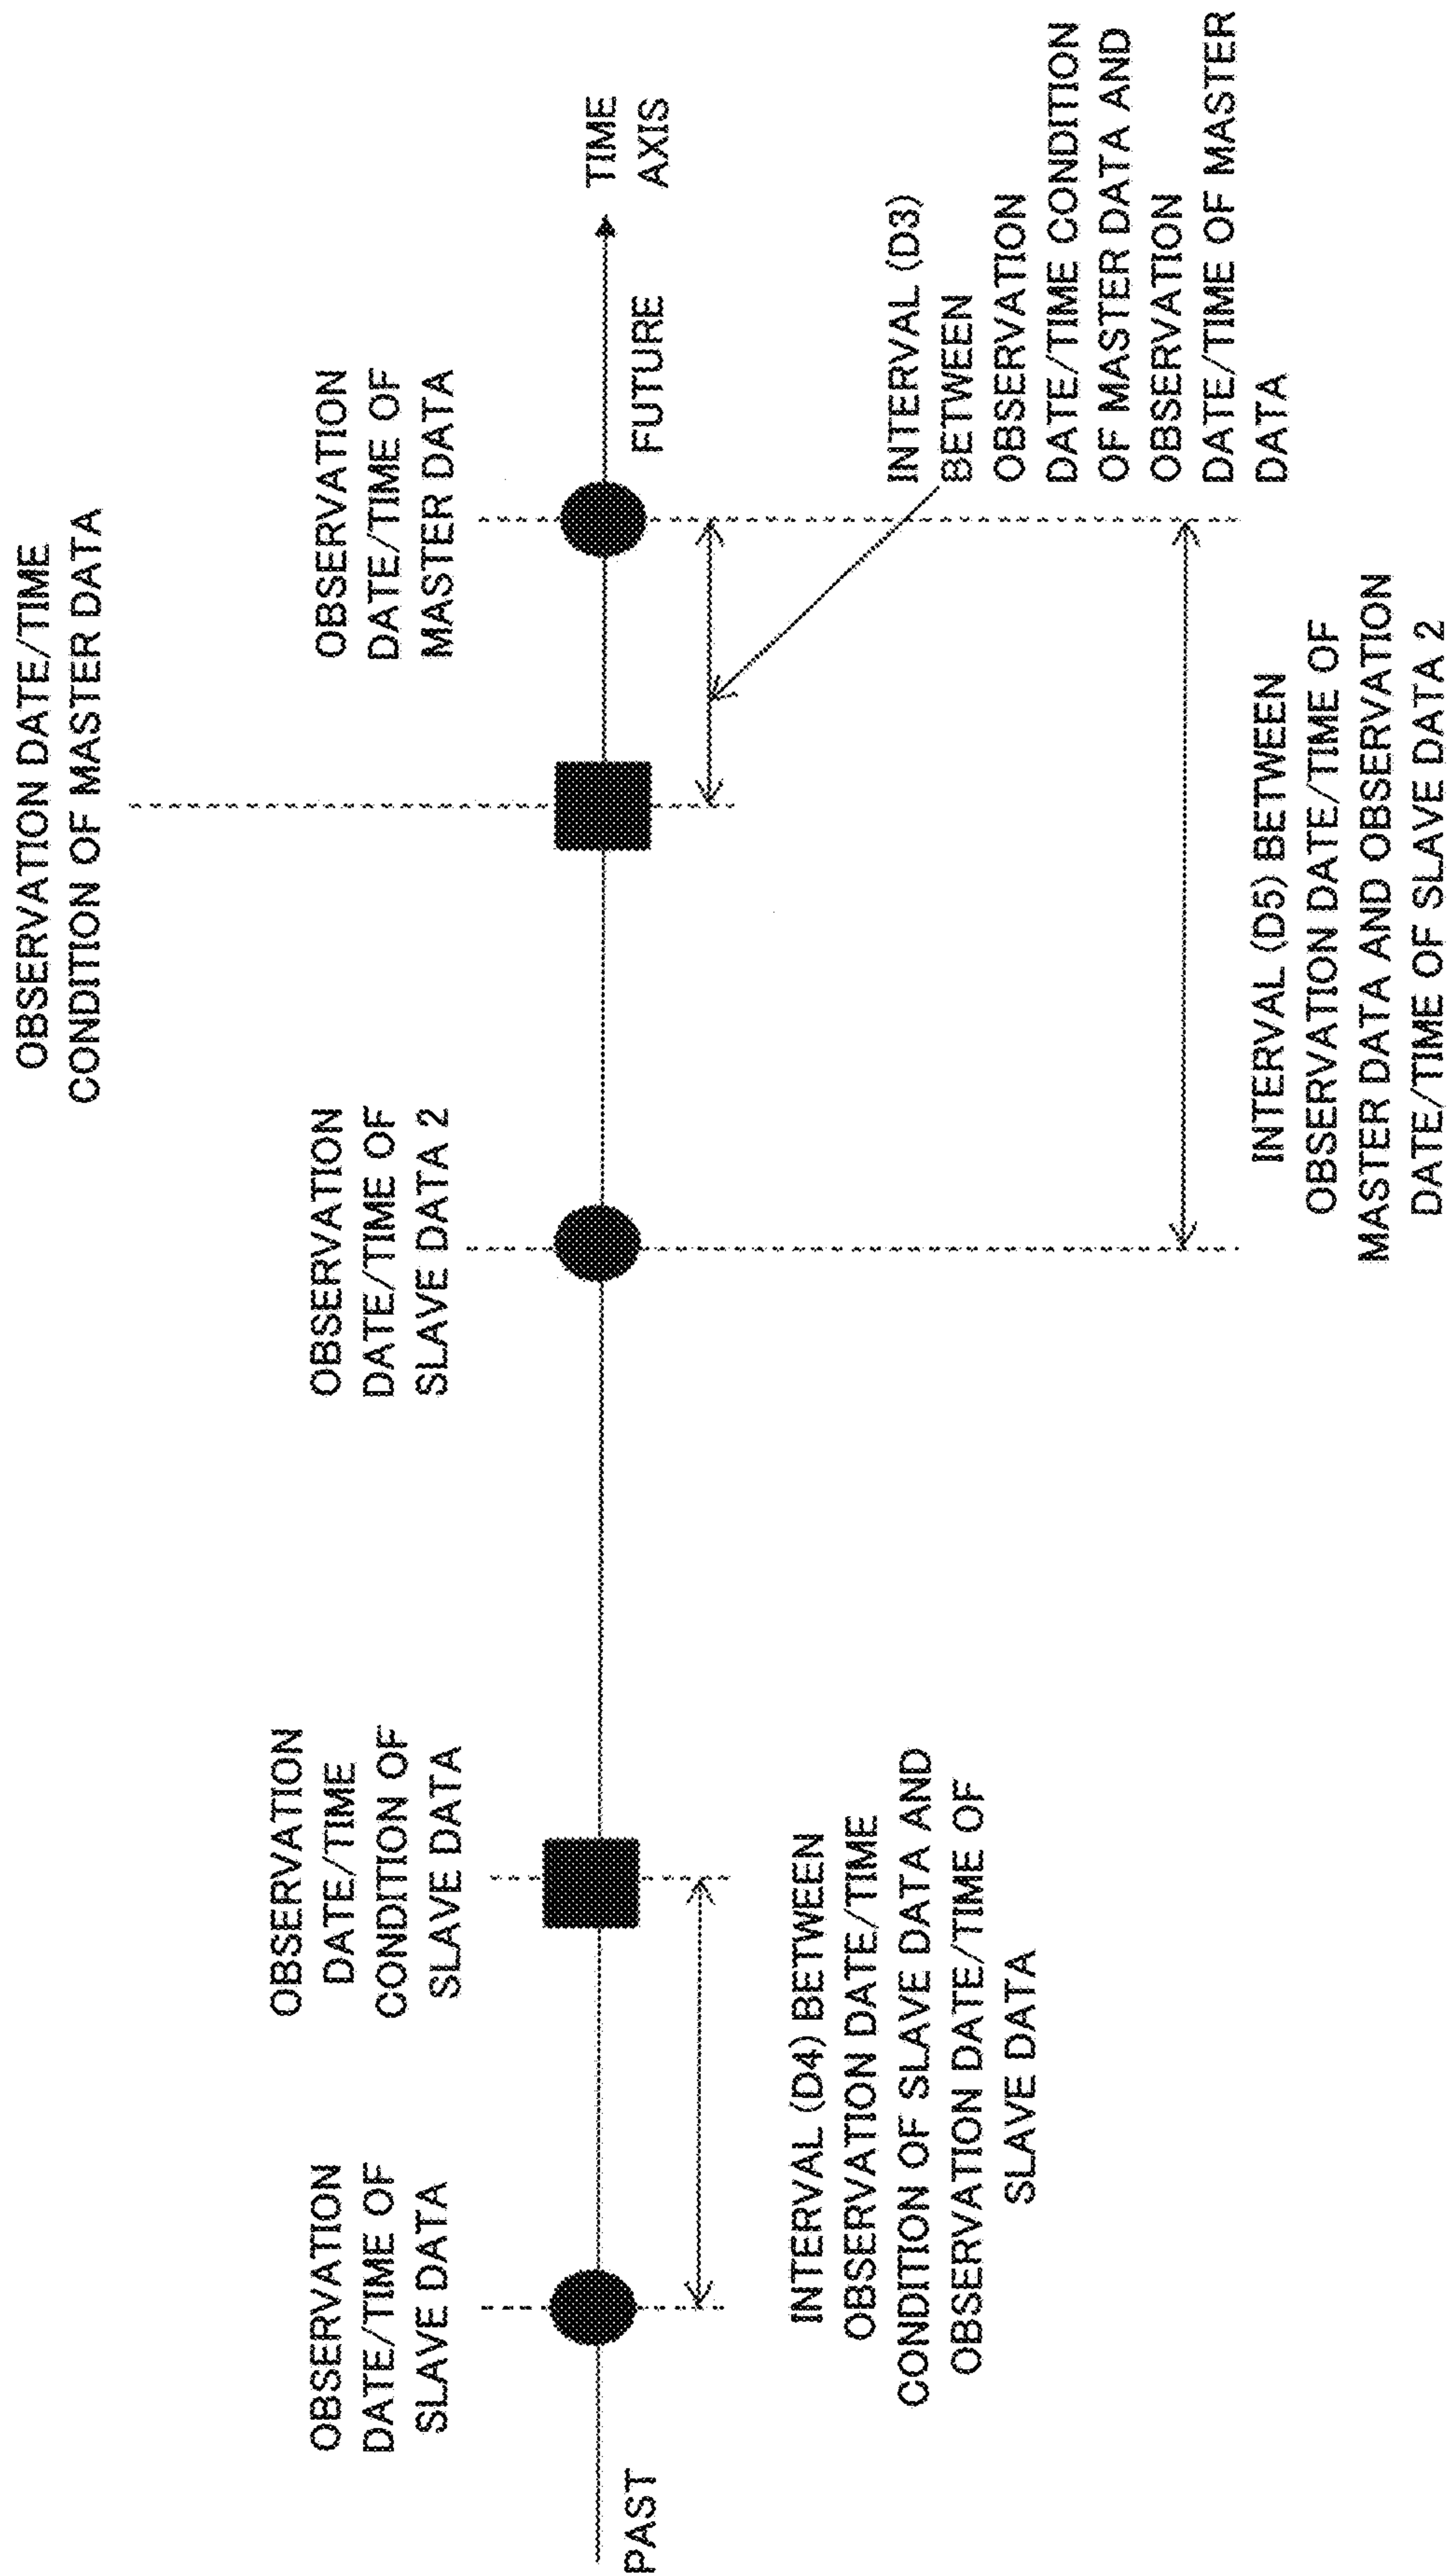 OBSERVATION DATE/TIME
CONDITION OF MASTER DATA
OBSERVATION
DATE/TIME OF
SLAVE DATA
OBSERVATION
DATE/TIME
CONDITION OF
SLAVE DATA
OBSERVATION
DATE/TIME OF
SLAVE DATA 2
OBSERVATION
DATE/TIME OF
MASTER DATA
TIME
AXIS
PAST
FUTURE
INTERVAL (D4) BETWEEN
OBSERVATION DATE/TIME
CONDITION OF SLAVE DATA AND
OBSERVATION DATE/TIME OF
SLAVE DATA
INTERVAL (D3)
BETWEEN
OBSERVATION
DATE/TIME CONDITION
OF MASTER DATA AND
OBSERVATION
DATE/TIME OF MASTER
DATA
INTERVAL (D5) BETWEEN
OBSERVATION DATE/TIME OF
MASTER DATA AND OBSERVATION
DATE/TIME OF SLAVE DATA 2